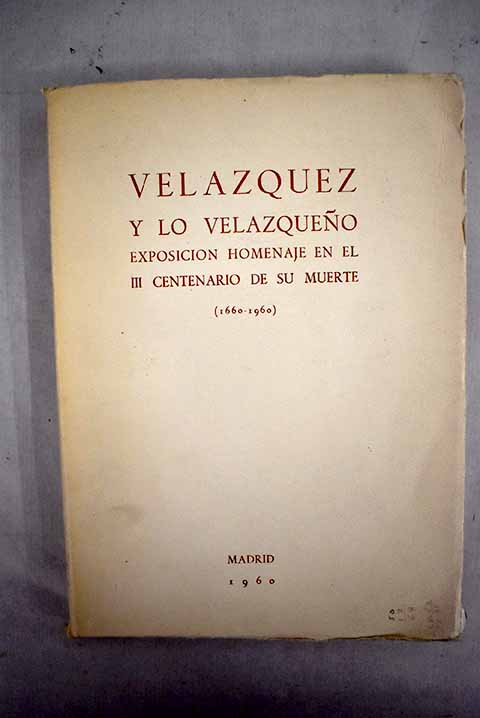 VELAZQUEZ
Y LO VELAZQUEÑO
EXPOSICION HOMENAJE EN EL
III CENTENARIO DE SU MUERTE
(1660-1960)
MADRID
1960